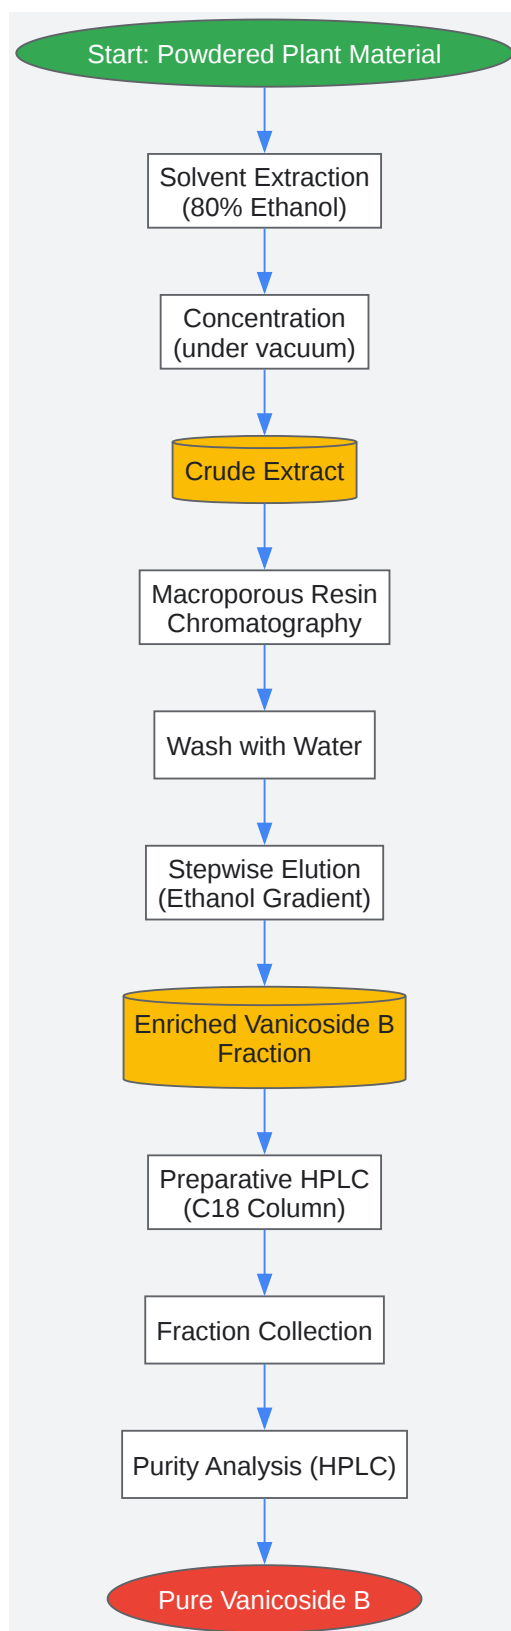 Start: Powdered Plant Material
Solvent Extraction
(80% Ethanol)
Concentration
(under vacuum)
Crude Extract
Macroporous Resin
Chromatography
Wash with Water
Stepwise Elution
(Ethanol Gradient)
Enriched Vanicoside B
Fraction
Preparative HPLC
(C18 Column)
Fraction Collection
Purity Analysis (HPLC)
Pure Vanicoside B